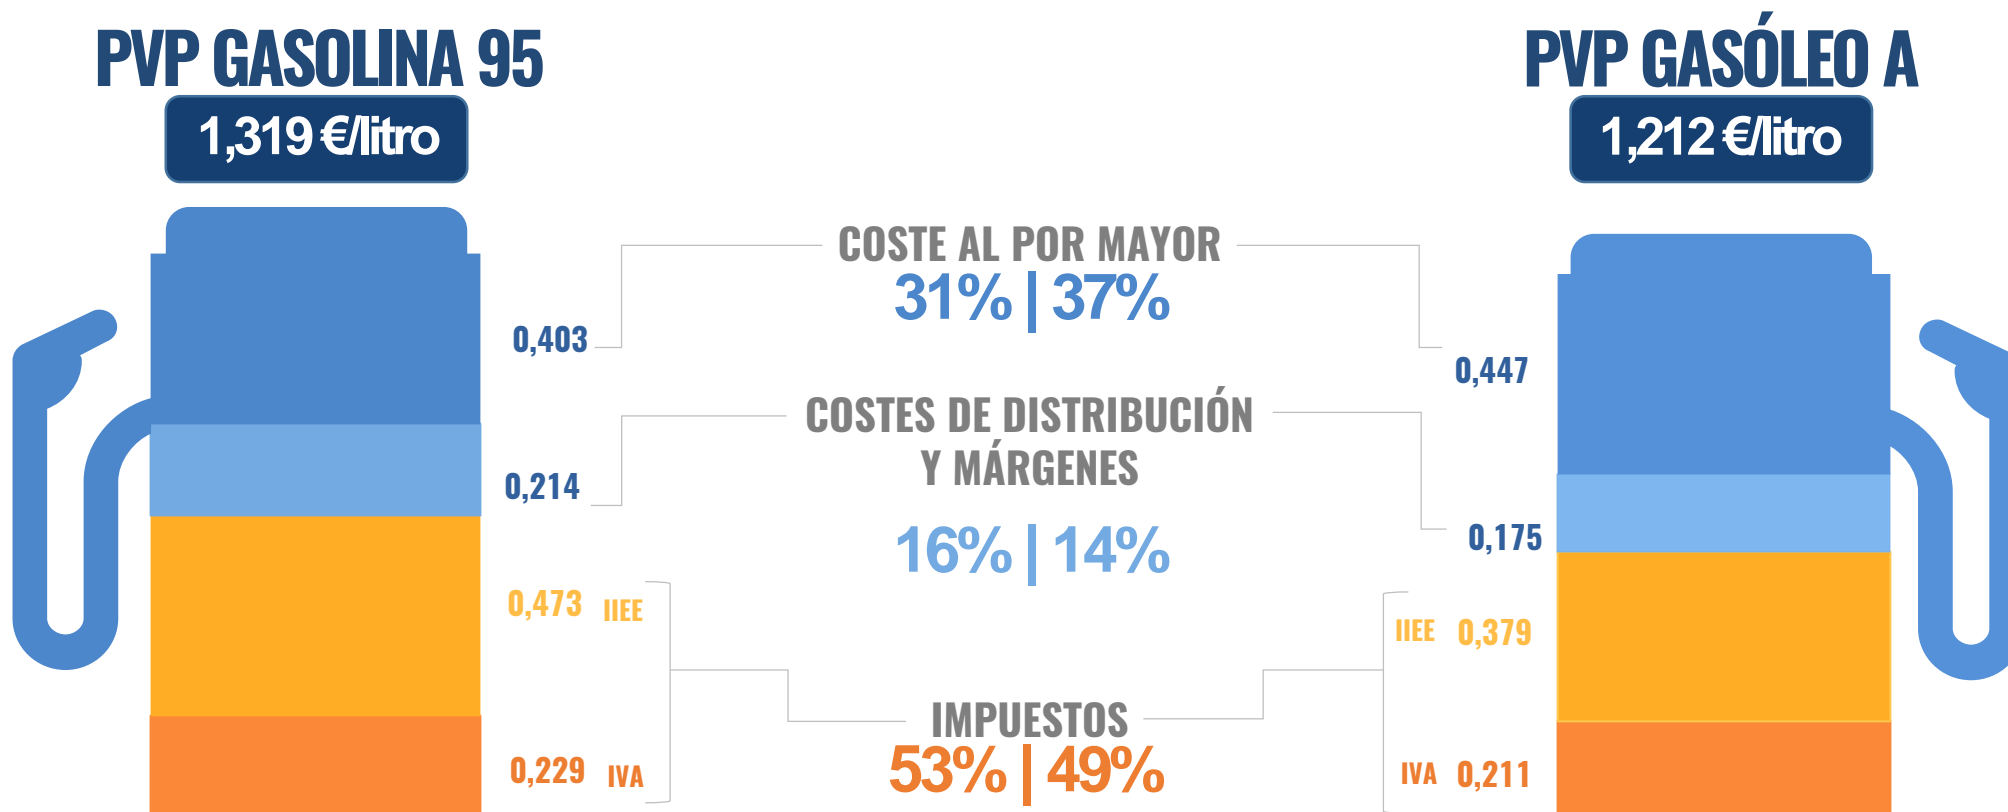 PVP GASOLINA 95
1,319 €/litro
PVP GASÓLEO A
1,212 €/litro
COSTE AL POR MAYOR
31% | 37%
0,403
0,447
COSTES DE DISTRIBUCIÓN
Y MÁRGENES
16% | 14%
0,214
0,175
0,473 IIEE
IIEE 0,379
IMPUESTOS
53% | 49%
0,229 IVA
IVA 0,211